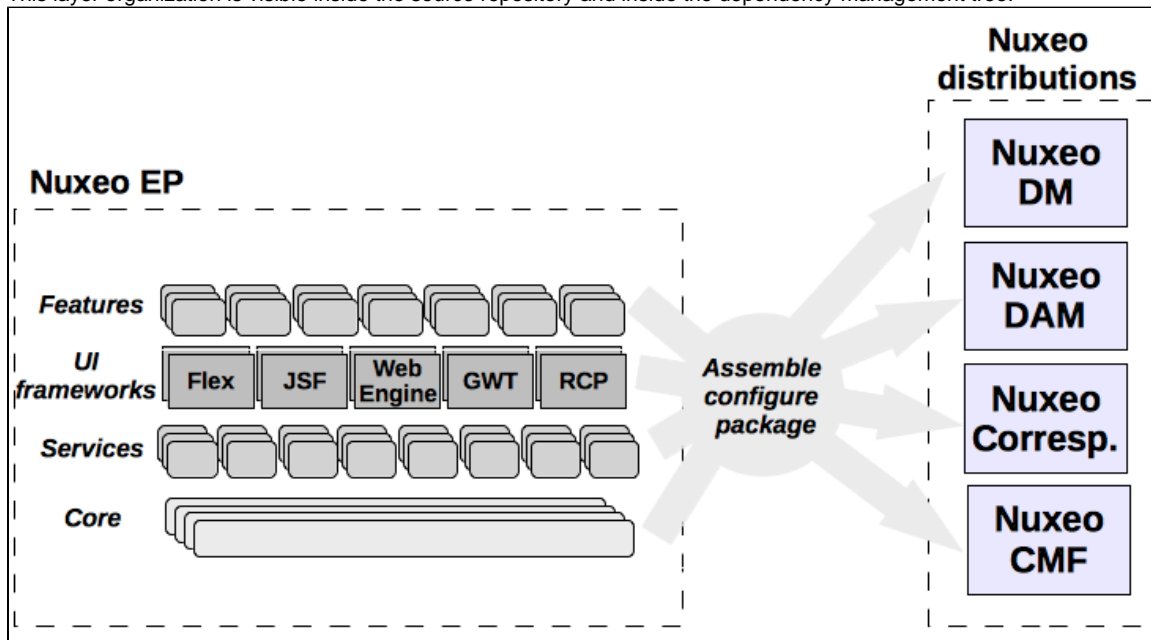 This layer organization is visible inside the source repository and inside the dependency management tree.
Nuxeo
distributions
Nuxeo EP
Features
UI
frameworks
Flex
JSF
Web
Engine
GWT
RCP
Services
Core
Assemble
configure
package
Nuxeo
DM
Nuxeo
DAM
Nuxeo
Corresp.
Nuxeo
CMF